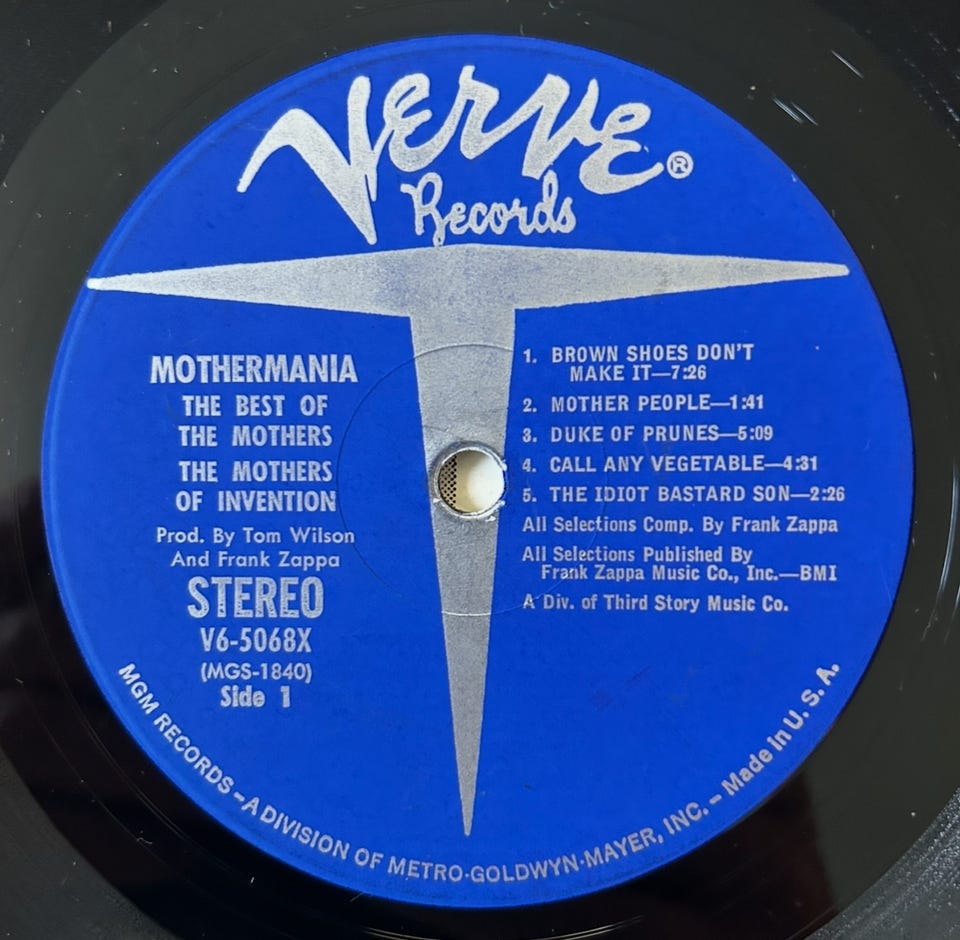 Verve ®
Records
MOTHERMANIA
THE BEST OF
THE MOTHERS
THE MOTHERS
OF INVENTION
Prod. By Tom Wilson
And Frank Zappa
STEREO
V6-5068X
(MGS-1840)
Side 1
1. BROWN SHOES DON'T
MAKE IT—7:26
2. MOTHER PEOPLE—1:41
3. DUKE OF PRUNES—5:09
4. CALL ANY VEGETABLE—4:31
5. THE IDIOT BASTARD SON—2:26
All Selections Comp. By Frank Zappa
All Selections Published By
Frank Zappa Music Co., Inc.—BMI
A Div. of Third Story Music Co.
MGM RECORDS – A DIVISION OF METRO-GOLDWYN-MAYER, INC. – Made in U. S. A.